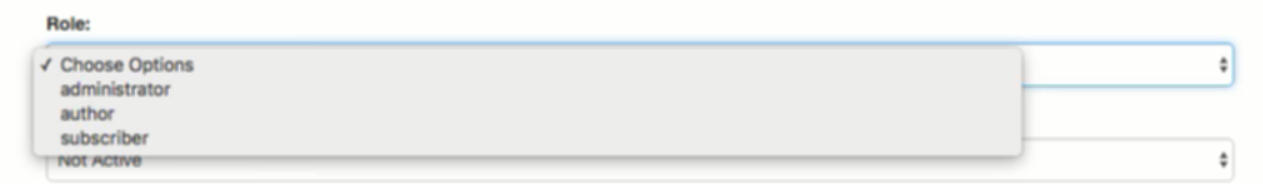 Role:
✓ Choose Options
administrator
author
subscriber
Not Active